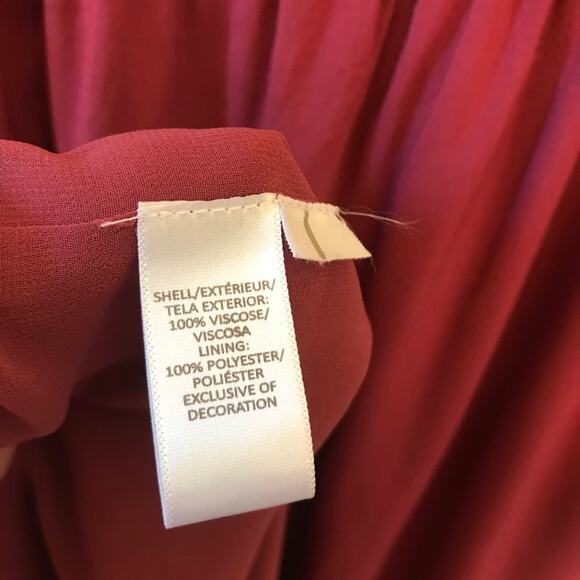 SHELL/EXTÉRIEUR/
TELA EXTERIOR:
100% VISCOSE/
VISCOSA
LINING:
100% POLYESTER/
POLIÉSTER
EXCLUSIVE OF
DECORATION